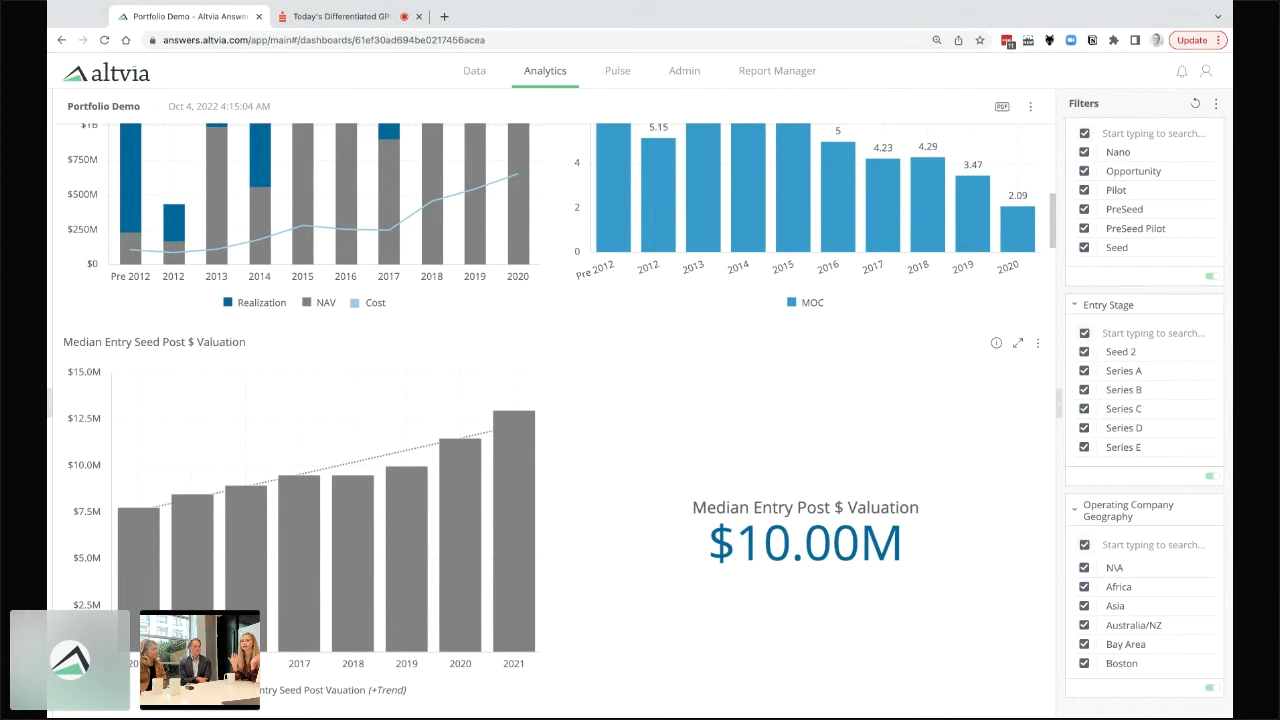 Portfolio Demo - Altvia Answer
Today's Differentiated GP
answers.altvia.com/app/main#/dashboards/61ef30ad694be0217456acea
11
Update
altvia
Data
Analytics
Pulse
Admin
Report Manager
Portfolio Demo
Oct 4, 2022 4:15:04 AM
PDF
$1B
$750M
$500M
$250M
$0
Pre 2012
2012
2013
2014
2015
2016
2017
2018
2019
2020
Realization
NAV
Cost
4
2
0
5.15
5
4.23
4.29
3.47
2.09
Pre 2012
2012
2013
2014
2015
2016
2017
2018
2019
2020
MOC
Median Entry Seed Post $ Valuation
$15.0M
$12.5M
$10.0M
$7.5M
$5.0M
$2.5M
20
2017
2018
2019
2020
2021
ntry Seed Post Vauation (+Trend)
Median Entry Post $ Valuation
$10.00M
Filters
Start typing to search...
Nano
Opportunity
Pilot
PreSeed
PreSeed Pilot
Seed
Entry Stage
Start typing to search...
Seed 2
Series A
Series B
Series C
Series D
Series E
Operating Company
Geography
Start typing to search...
N\A
Africa
Asia
Australia/NZ
Bay Area
Boston